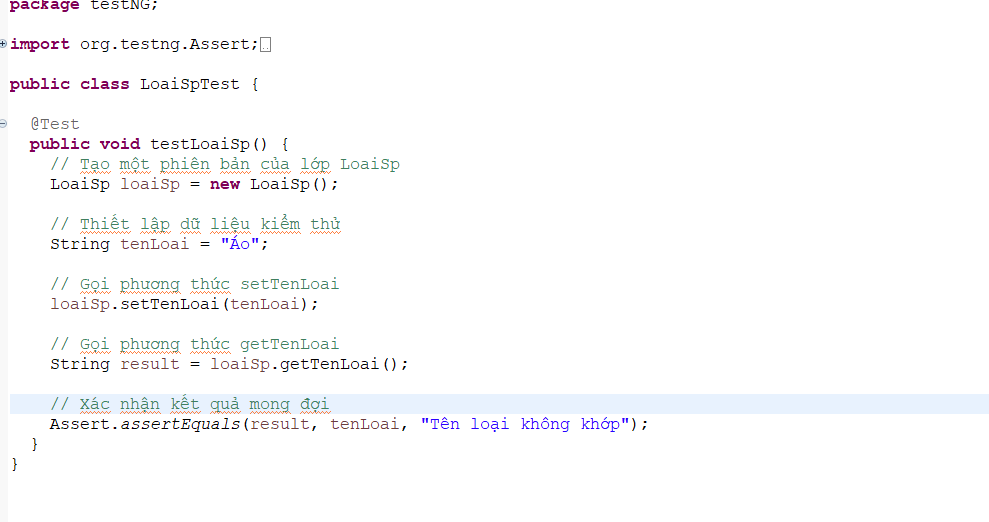 package testNG;
import org.testng.Assert;
public class LoaiSpTest {
@Test
public void testLoaiSp() {
// Tạo một phiên bản của lớp LoaiSp
LoaiSp loaiSp = new LoaiSp();
// Thiết lập dữ liệu kiểm thử
String tenLoai = "Áo";
// Gọi phương thức setTenLoai
loaiSp.setTenLoai(tenLoai);
// Gọi phương thức getTenLoai
String result = loaiSp.getTenLoai();
// Xác nhận kết quả mong đợi
Assert.assertEquals(result, tenLoai, "Tên loại không khớp");
}
}